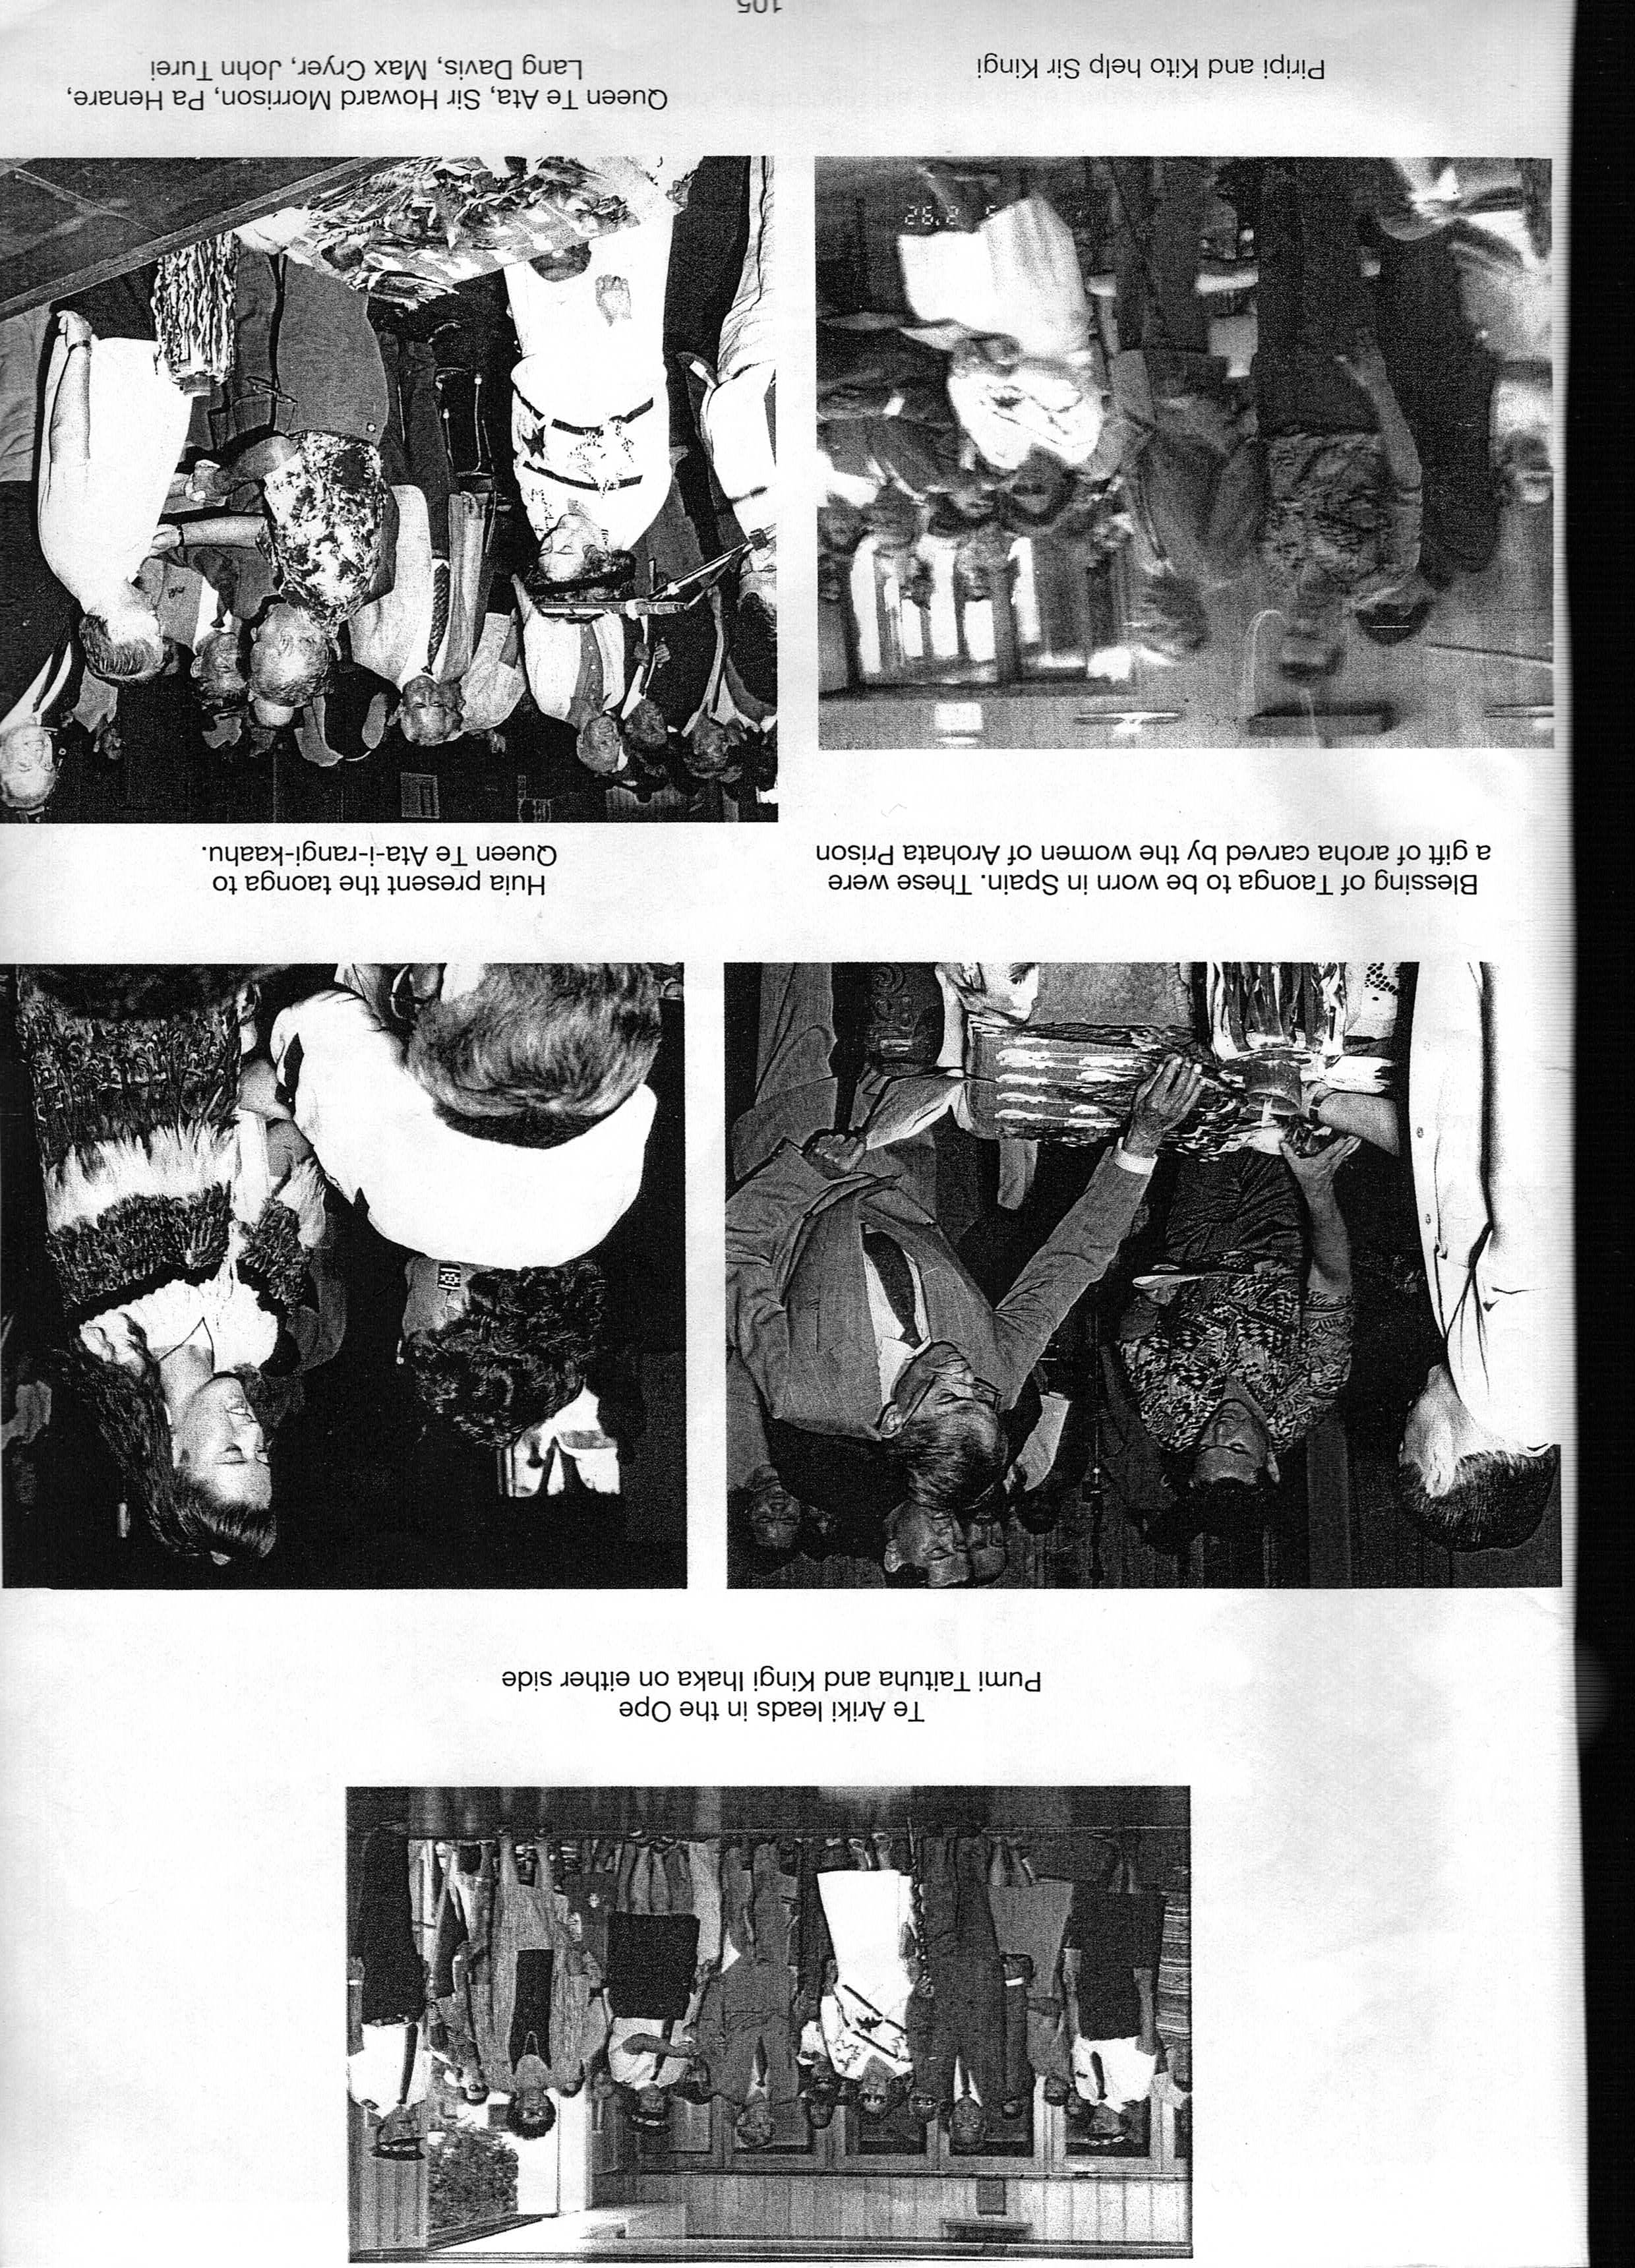 Te Ariki leads in the Ope
Pumi Taituha and Kingi Ihaka on either side
Blessing of Taonga to be worn in Spain. These were
a gift of aroha carved by the women of Arohata Prison
Huia present the taonga to
Queen Te Ata-i-rangi-kaahu.
2'92
Piripi and Kito help Sir Kingi
Queen Te Ata, Sir Howard Morrison, Pa Henare,
Lang Davis, Max Cryer, John Turei
105